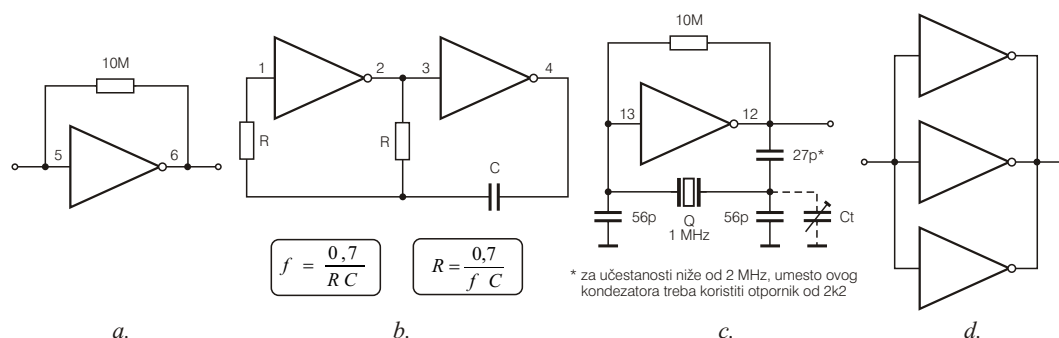 10M
5
6
a.
1
2
3
4
R
R
C
f = 0,7 / R C
R = 0,7 / f C
b.
10M
13
12
27p*
56p
Q
1 MHz
56p
Ct
* za učestanosti niže od 2 MHz, umesto ovog
kondezatora treba koristiti otpornik od 2k2
c.
d.